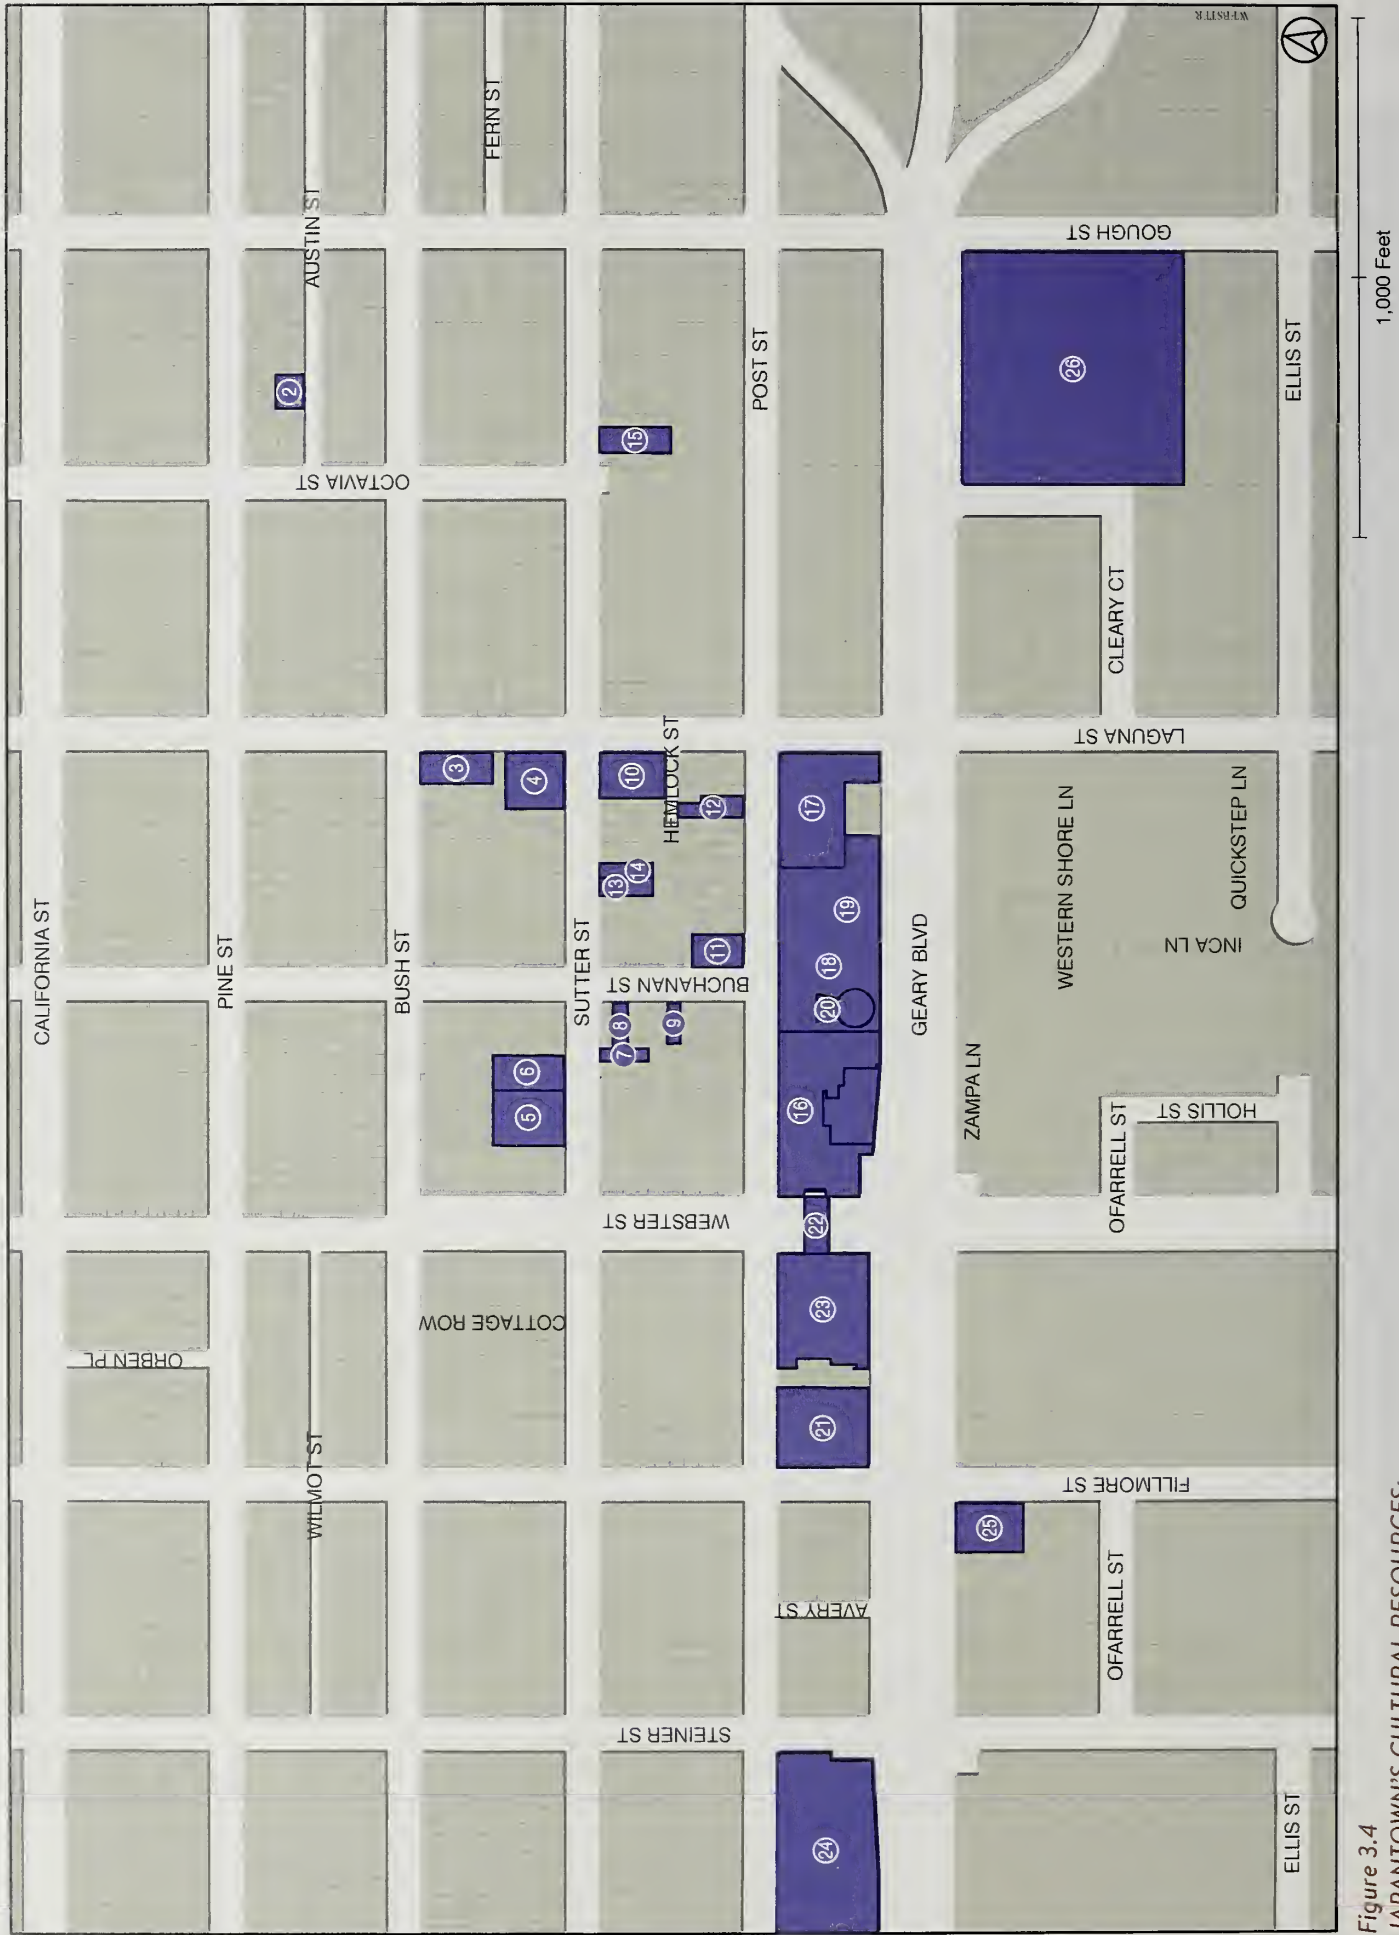 CALIFORNIA ST
ORBEN PL
PINE ST
WILMOT ST
AUSTIN ST
2
OCTAVIA ST
BUSH ST
COTTAGE ROW
FERN ST
3
4
5
6
SUTTER ST
STEINER ST
WEBSTER ST
BUCHANAN ST
HEMLOCK ST
7
8
9
10
11
12
13
14
15
POST ST
AVERY ST
24
21
23
22
16
20
18
19
17
GEARY BLVD
25
FILLMORE ST
ZAMPA LN
WESTERN SHORE LN
LAGUNA ST
26
GOUGH ST
OFARRELL ST
OFARRELL ST
HOLLIS ST
INCA LN
QUICKSTEP LN
CLEARY CT
ELLIS ST
ELLIS ST
WEBSTER
1,000 Feet
Figure 3.4
JAPANTOWN'S CULTURAL RESOURCES: